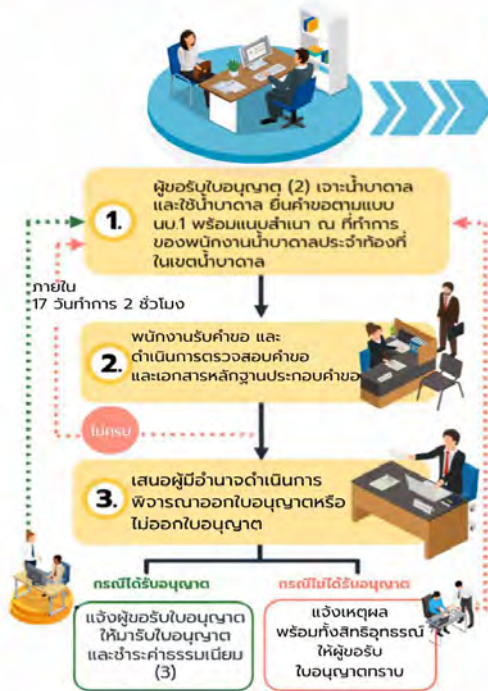 1.
ผู้ขอรับใบอนุญาต (2) เจาะน้ำบาดาล
และใช้น้ำบาดาล ยื่นคำขอตามแบบ
นบ.1 พร้อมแนบสำเนา ณ ที่ทำการ
ของพนักงานน้ำบาดาลประจำท้องที่
ในเขตน้ำบาดาล
ภายใน
17 วันทำการ 2 ชั่วโมง
2.
พนักงานรับคำขอ และ
ดำเนินการตรวจสอบคำขอ
และเอกสารหลักฐานประกอบคำขอ
ไม่ครบ
3.
เสนอผู้มีอำนาจดำเนินการ
พิจารณาออกใบอนุญาตหรือ
ไม่ออกใบอนุญาต
กรณีได้รับอนุญาต
แจ้งผู้ขอรับใบอนุญาต
ให้มารับใบอนุญาต
และชำระค่าธรรมเนียม
(3)
กรณีไม่ได้รับอนุญาต
แจ้งเหตุผล
พร้อมทั้งสิทธิอุทธรณ์
ให้ผู้ขอรับ
ใบอนุญาตทราบ